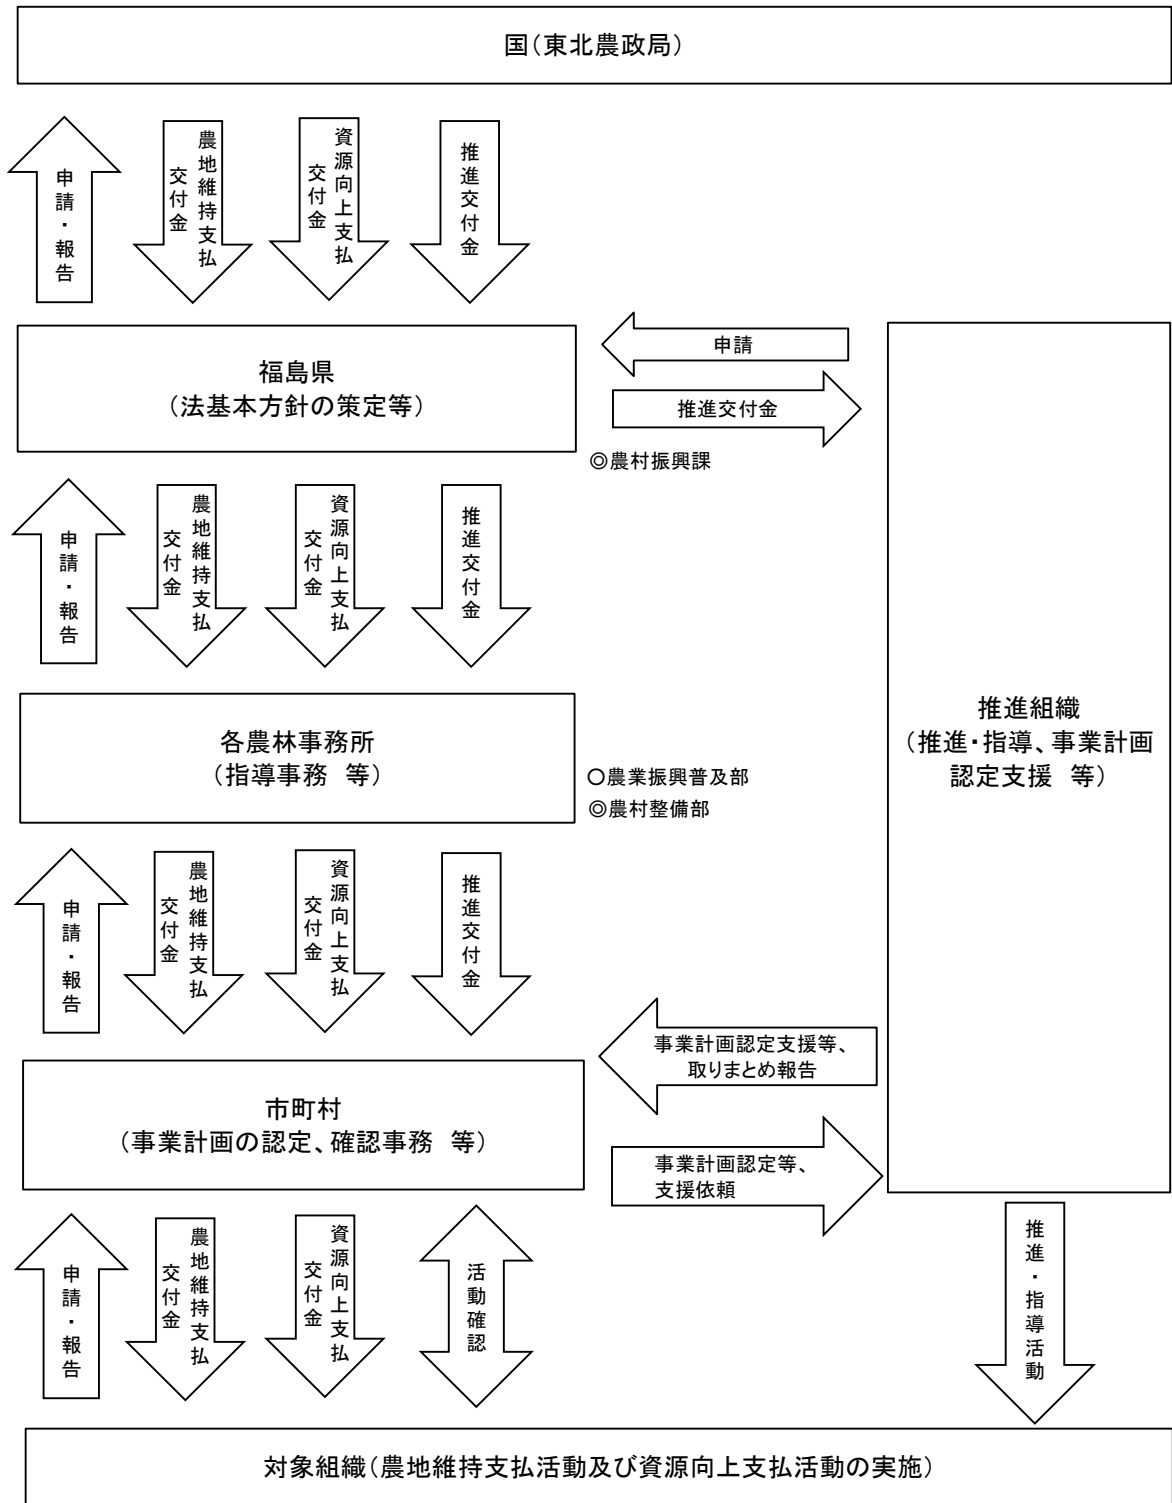 国(東北農政局)
申請・報告
農地維持支払
交付金
資源向上支払
交付金
推進交付金
福島県
(法基本方針の策定等)
申請
推進交付金
◎農村振興課
申請・報告
農地維持支払
交付金
資源向上支払
交付金
推進交付金
各農林事務所
(指導事務 等)
○農業振興普及部
◎農村整備部
推進組織
(推進・指導、事業計画
認定支援 等)
申請・報告
農地維持支払
交付金
資源向上支払
交付金
推進交付金
事業計画認定支援等、
取りまとめ報告
市町村
(事業計画の認定、確認事務 等)
事業計画認定等、
支援依頼
申請・報告
農地維持支払
交付金
資源向上支払
交付金
活動確認
推進・指導活動
対象組織(農地維持支払活動及び資源向上支払活動の実施)